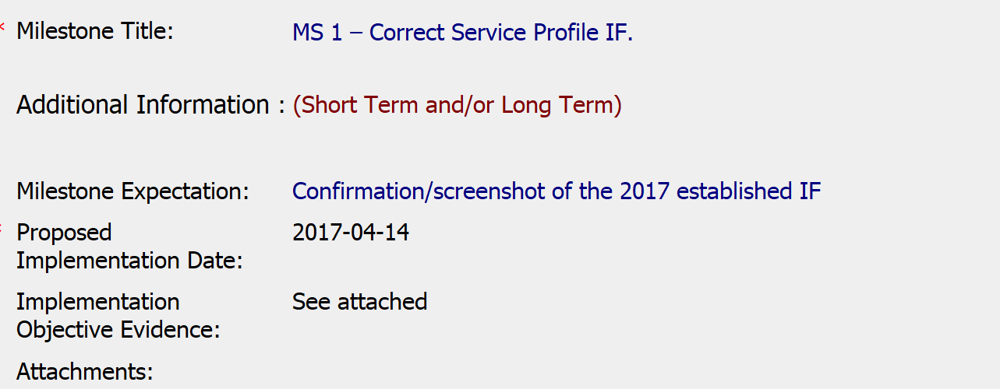 * Milestone Title: MS 1 – Correct Service Profile IF.
Additional Information : (Short Term and/or Long Term)
Milestone Expectation: Confirmation/screenshot of the 2017 established IF
* Proposed 2017-04-14
Implementation Date:
Implementation See attached
Objective Evidence:
Attachments: